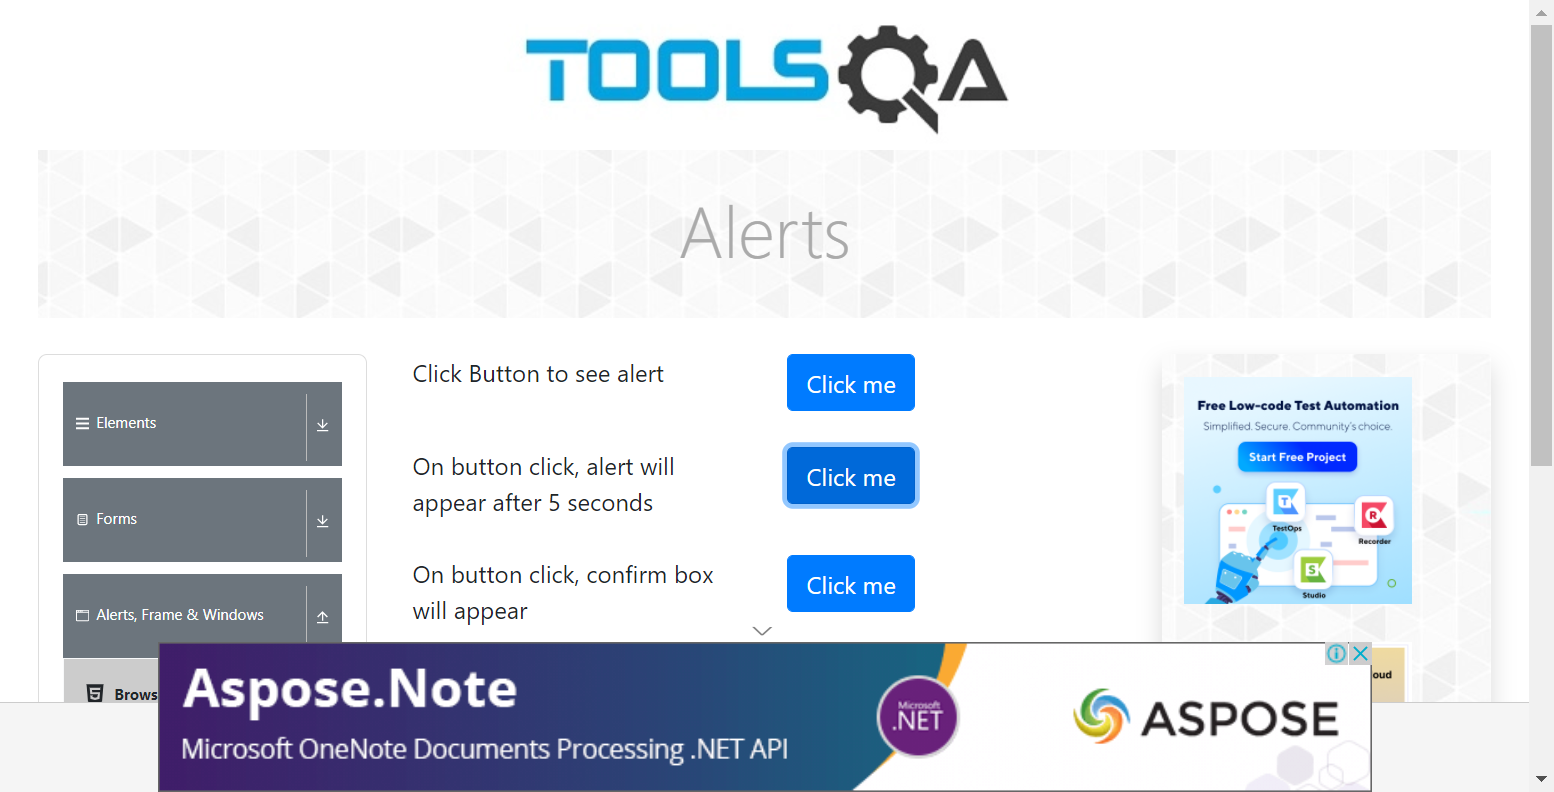 TOOLSQA
Alerts
Elements
Forms
Alerts, Frame & Windows
Brows
Click Button to see alert
Click me
On button click, alert will
appear after 5 seconds
Click me
On button click, confirm box
will appear
Click me
Free Low-code Test Automation
Simplified. Secure. Community's choice.
Start Free Project
T
TestOps
R
Recorder
S
Studio
oud
Aspose.Note
Microsoft OneNote Documents Processing .NET API
Microsoft
.NET
ASPOSE